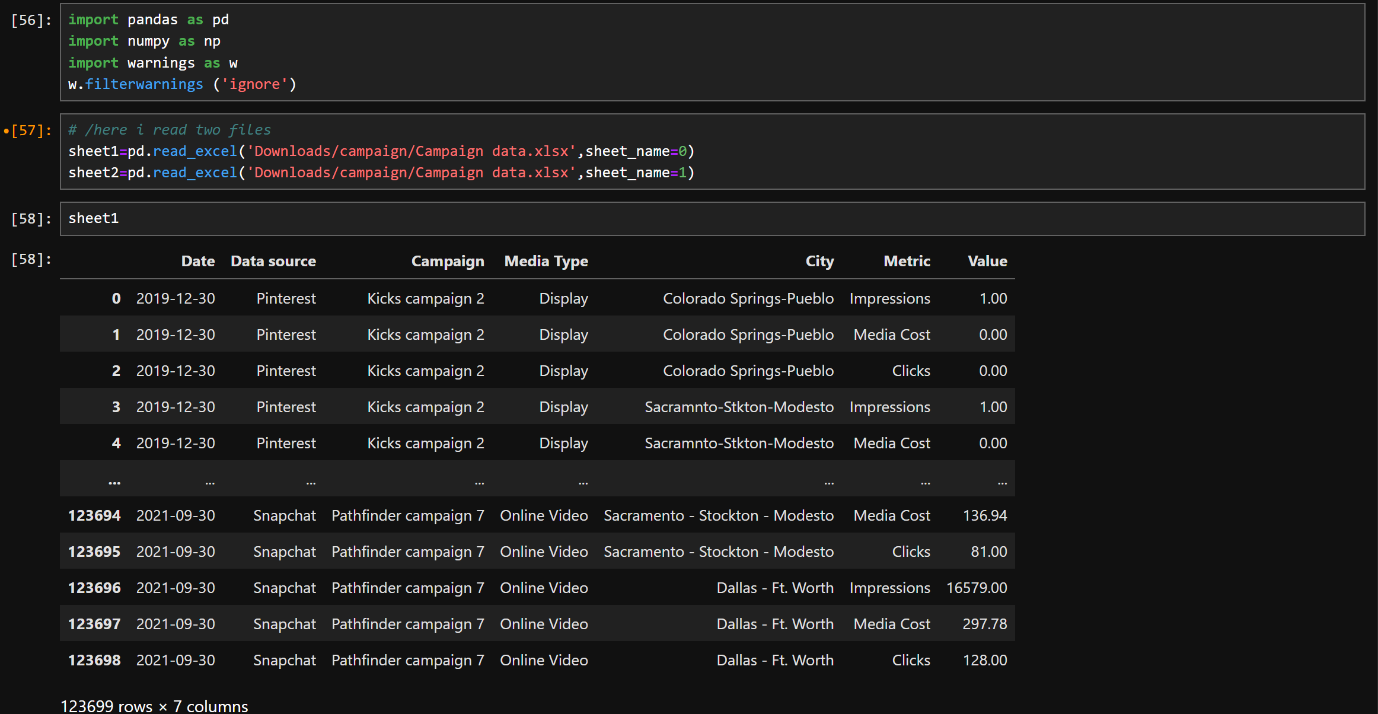 [56]: import pandas as pd
import numpy as np
import warnings as w
w.filterwarnings ('ignore')
•[57]: # /here i read two files
sheet1=pd.read_excel('Downloads/campaign/Campaign data.xlsx',sheet_name=0)
sheet2=pd.read_excel('Downloads/campaign/Campaign data.xlsx',sheet_name=1)
[58]: sheet1
[58]: Date Data source Campaign Media Type City Metric Value
0 2019-12-30 Pinterest Kicks campaign 2 Display Colorado Springs-Pueblo Impressions 1.00
1 2019-12-30 Pinterest Kicks campaign 2 Display Colorado Springs-Pueblo Media Cost 0.00
2 2019-12-30 Pinterest Kicks campaign 2 Display Colorado Springs-Pueblo Clicks 0.00
3 2019-12-30 Pinterest Kicks campaign 2 Display Sacramnto-Stkton-Modesto Impressions 1.00
4 2019-12-30 Pinterest Kicks campaign 2 Display Sacramnto-Stkton-Modesto Media Cost 0.00
... ... ... ... ... ... ... ...
123694 2021-09-30 Snapchat Pathfinder campaign 7 Online Video Sacramento - Stockton - Modesto Media Cost 136.94
123695 2021-09-30 Snapchat Pathfinder campaign 7 Online Video Sacramento - Stockton - Modesto Clicks 81.00
123696 2021-09-30 Snapchat Pathfinder campaign 7 Online Video Dallas - Ft. Worth Impressions 16579.00
123697 2021-09-30 Snapchat Pathfinder campaign 7 Online Video Dallas - Ft. Worth Media Cost 297.78
123698 2021-09-30 Snapchat Pathfinder campaign 7 Online Video Dallas - Ft. Worth Clicks 128.00
123699 rows × 7 columns